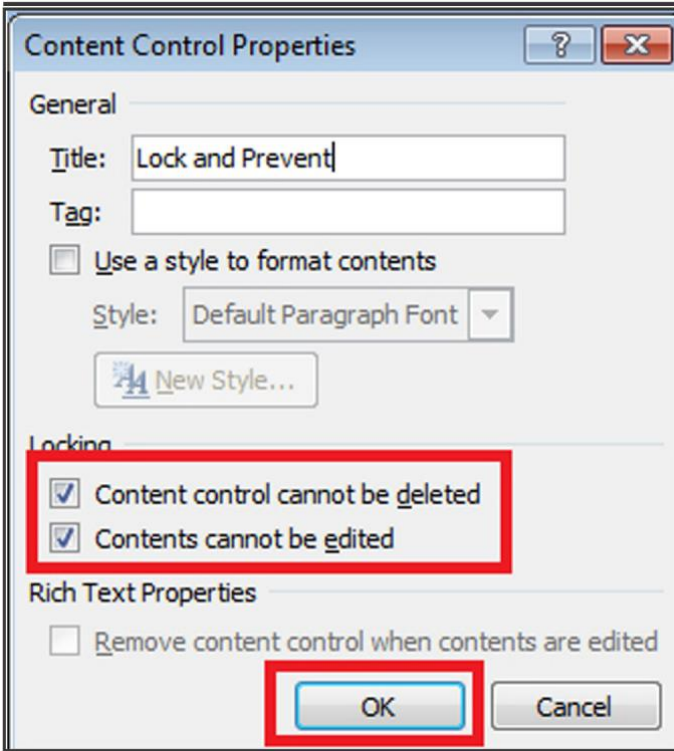 Content Control Properties
General
Title: Lock and Prevent
Tag:
Use a style to format contents
Style: Default Paragraph Font
New Style...
Locking
Content control cannot be deleted
Contents cannot be edited
Rich Text Properties
Remove content control when contents are edited
OK Cancel